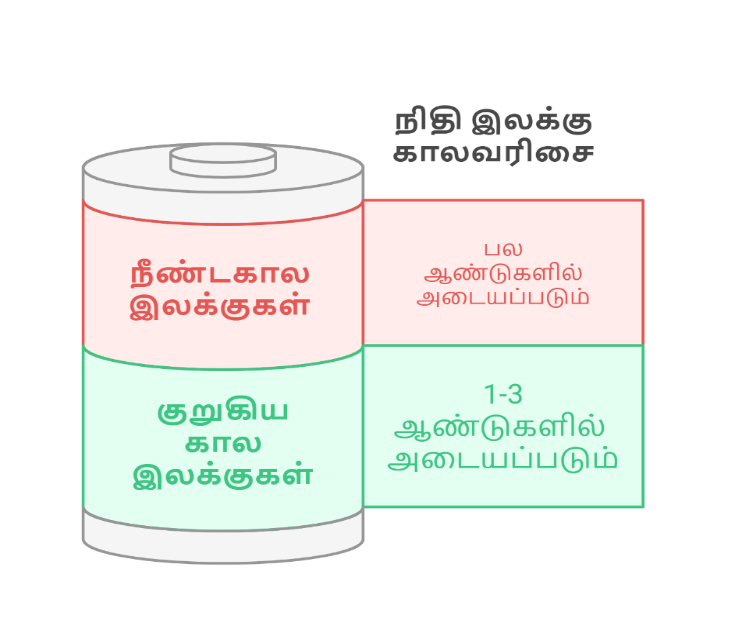 நிதி இலக்கு
காலவரிசை
நீண்டகால
இலக்குகள்
பல
ஆண்டுகளில்
அடையப்படும்
குறுகிய
கால
இலக்குகள்
1-3
ஆண்டுகளில்
அடையப்படும்